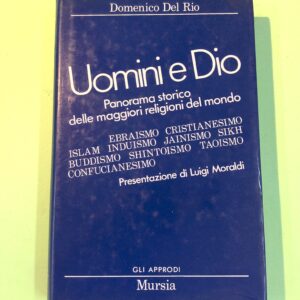 Domenico Del Rio
Uomini e Dio
Panorama storico
delle maggiori religioni del mondo
EBRAISMO CRISTIANESIMO
ISLAM INDUISMO JAINISMO SIKH
BUDDISMO SHINTOISMO TAOISMO
CONFUCIANESIMO
Presentazione di Luigi Moraldi
GLI APPRODI
Mursia